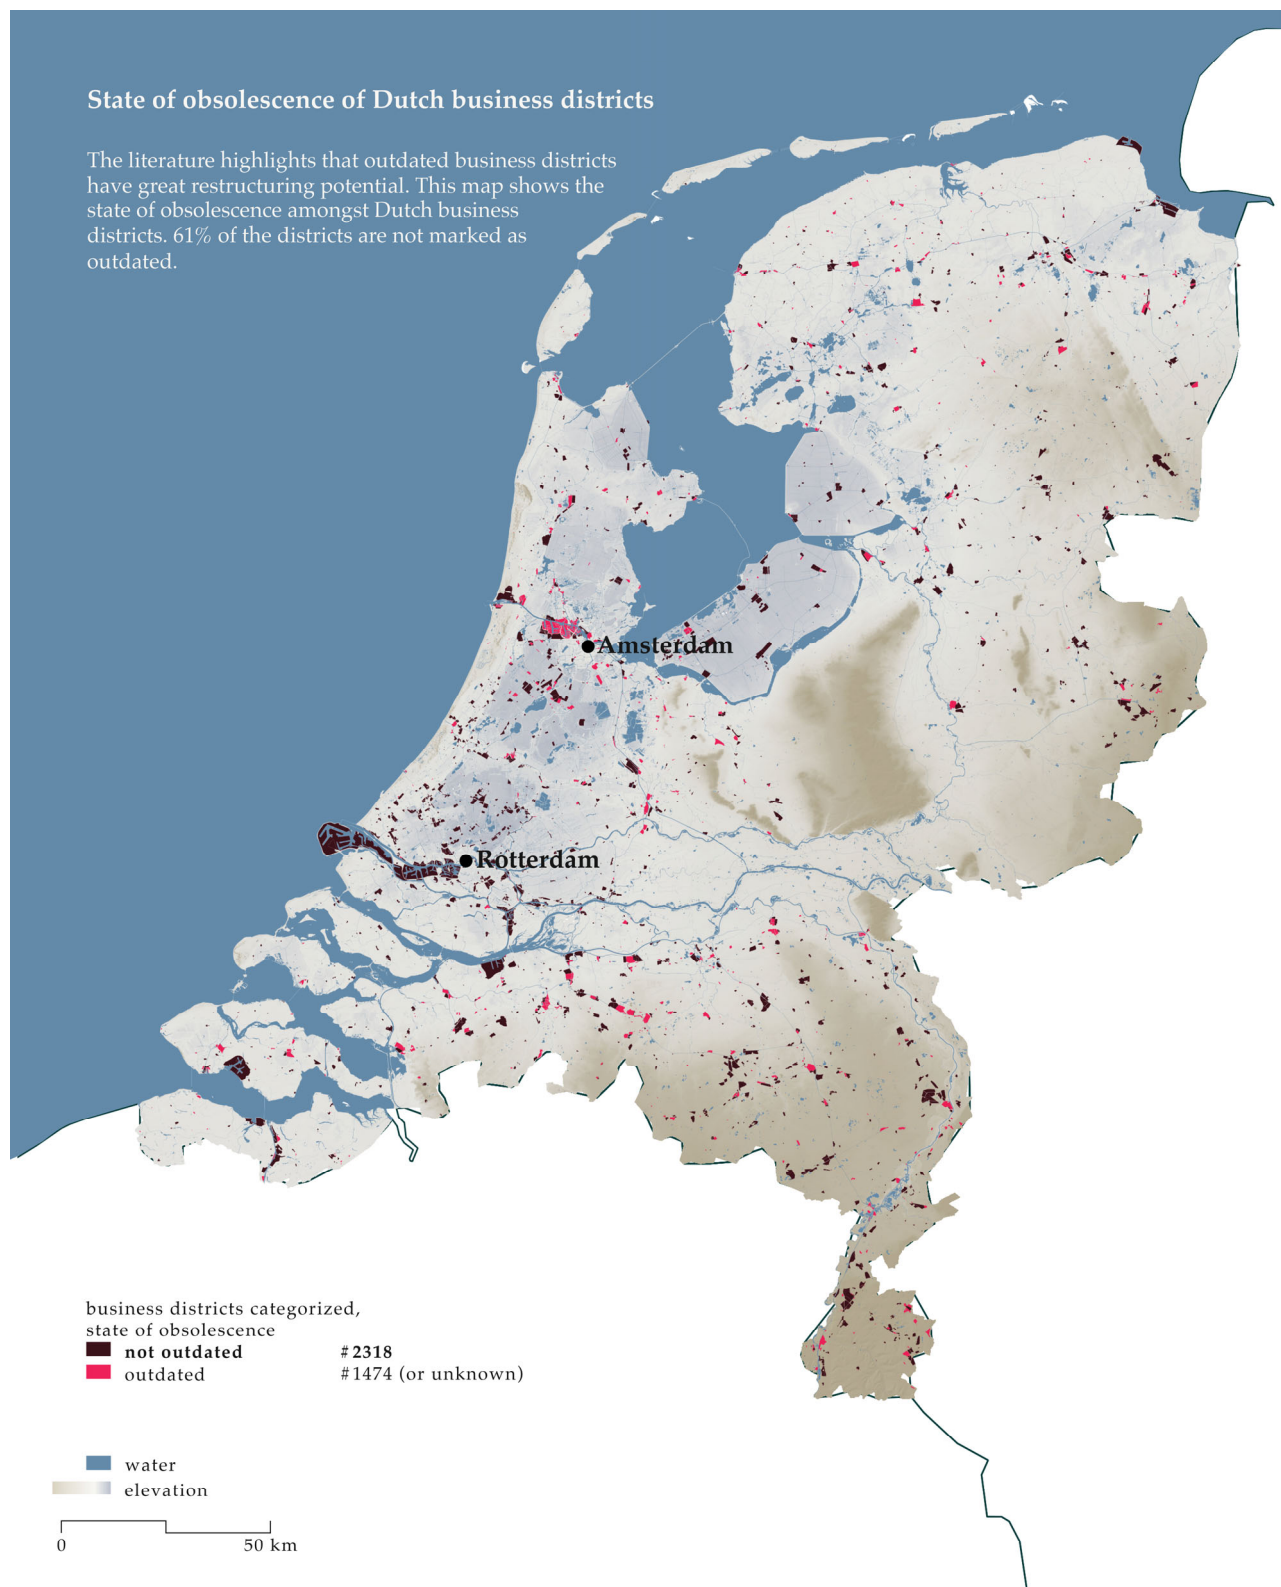 State of obsolescence of Dutch business districts
The literature highlights that outdated business districts
have great restructuring potential. This map shows the
state of obsolescence amongst Dutch business
districts. 61% of the districts are not marked as
outdated.
Amsterdam
Rotterdam
business districts categorized,
state of obsolescence
not outdated #2318
outdated #1474 (or unknown)
water
elevation
0 50 km